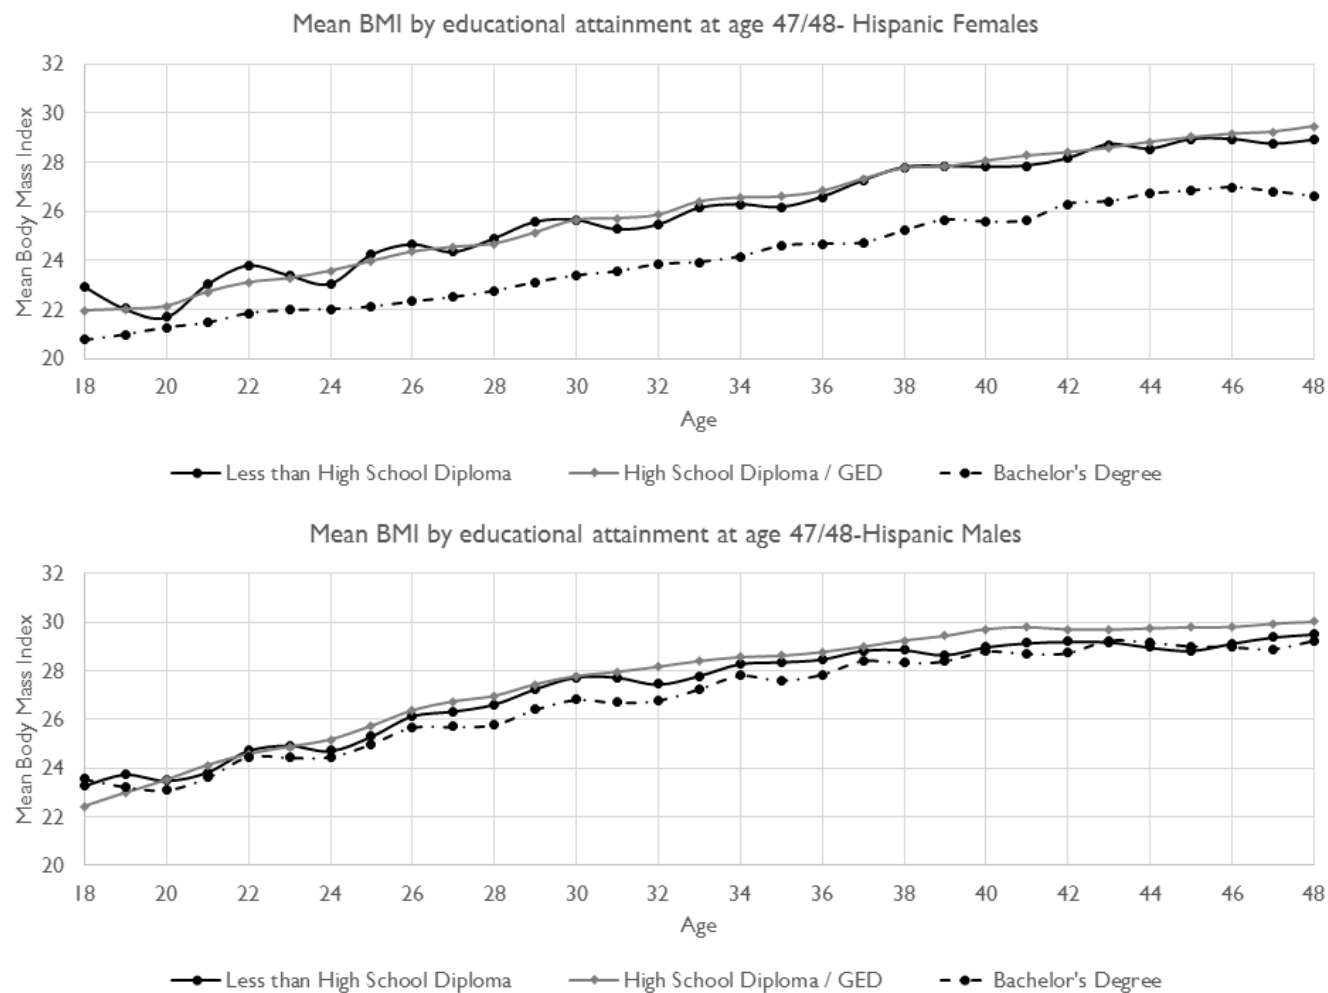 Mean BMI by educational attainment at age 47/48- Hispanic Females
Mean Body Mass Index
32
30
28
26
24
22
20
18 20 22 24 26 28 30 32 34 36 38 40 42 44 46 48
Age
Less than High School Diploma High School Diploma / GED Bachelor's Degree
Mean BMI by educational attainment at age 47/48-Hispanic Males
Mean Body Mass Index
32
30
28
26
24
22
20
18 20 22 24 26 28 30 32 34 36 38 40 42 44 46 48
Age
Less than High School Diploma High School Diploma / GED Bachelor's Degree